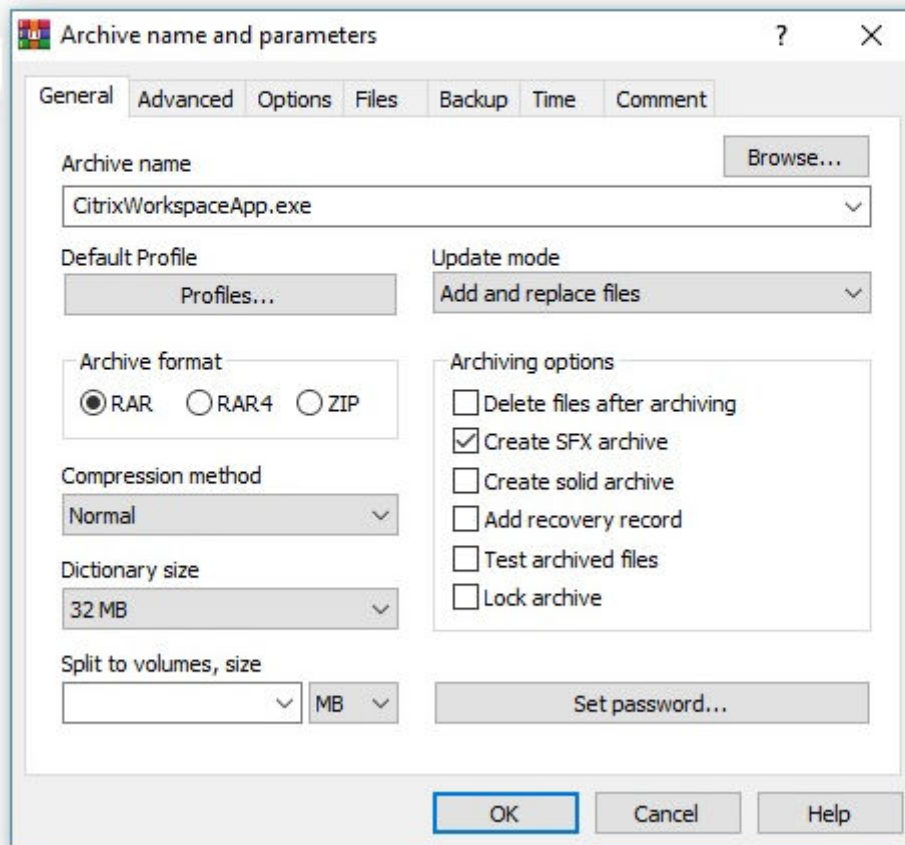 Archive name and parameters
General Advanced Options Files Backup Time Comment
Browse...
Archive name
CitrixWorkspaceApp.exe
Default Profile
Update mode
Profiles...
Add and replace files
Archive format
Archiving options
RAR RAR4 ZIP
Delete files after archiving
Create SFX archive
Compression method
Create solid archive
Normal
Add recovery record
Test archived files
Dictionary size
32 MB
Lock archive
Split to volumes, size
MB
Set password...
OK Cancel Help